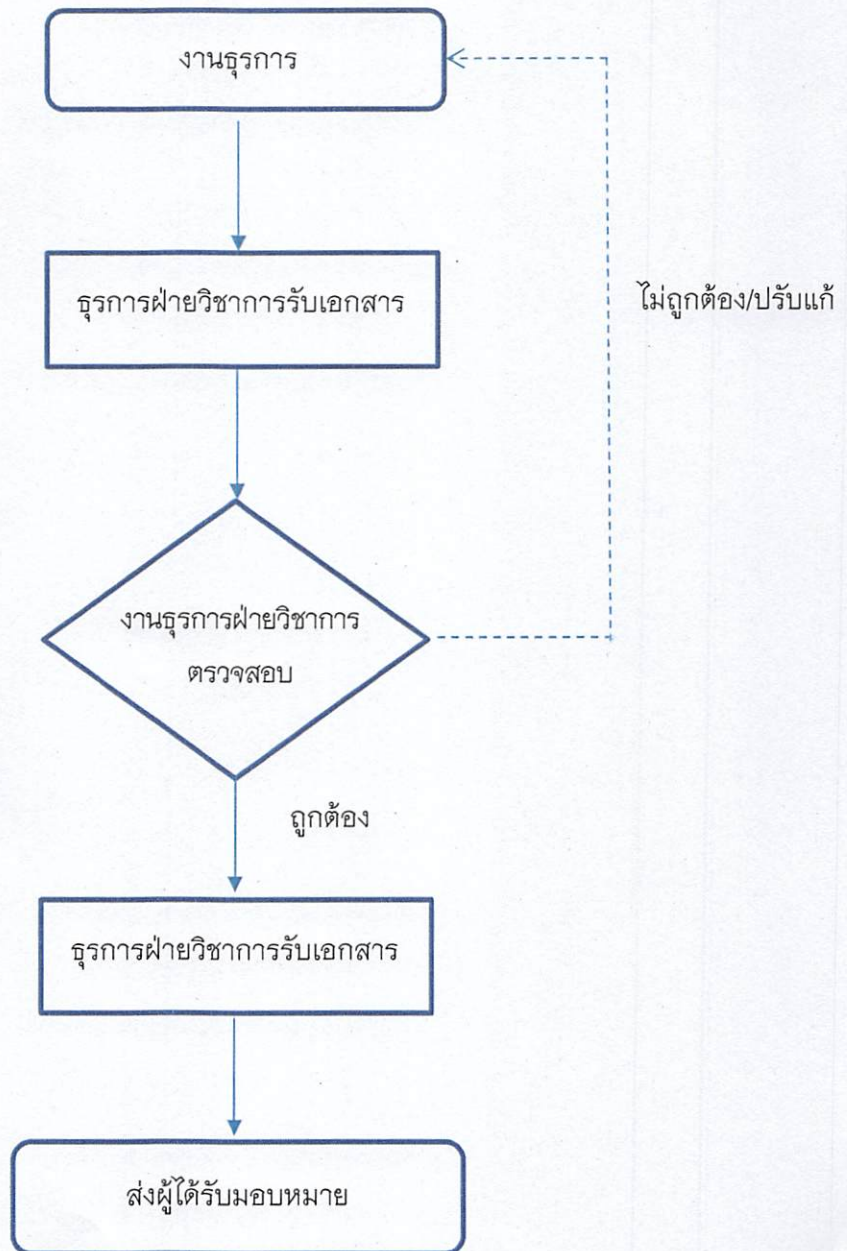 งานธุรการ
ธุรการฝ่ายวิชาการรับเอกสาร
ไม่ถูกต้อง/ปรับแก้
งานธุรการฝ่ายวิชาการ
ตรวจสอบ
ถูกต้อง
ธุรการฝ่ายวิชาการรับเอกสาร
ส่งผู้ได้รับมอบหมาย